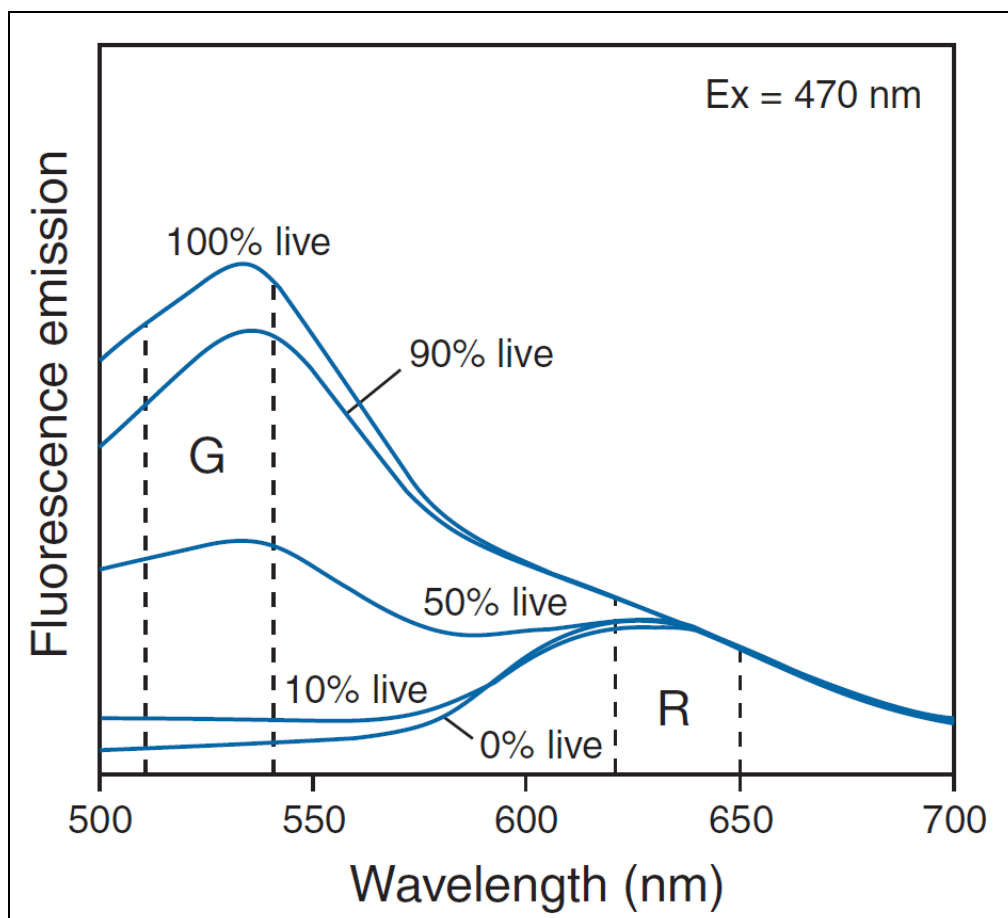 Ex = 470 nm
Fluorescence emission
100% live
90% live
G
50% live
10% live
R
0% live
500 550 600 650 700
Wavelength (nm)